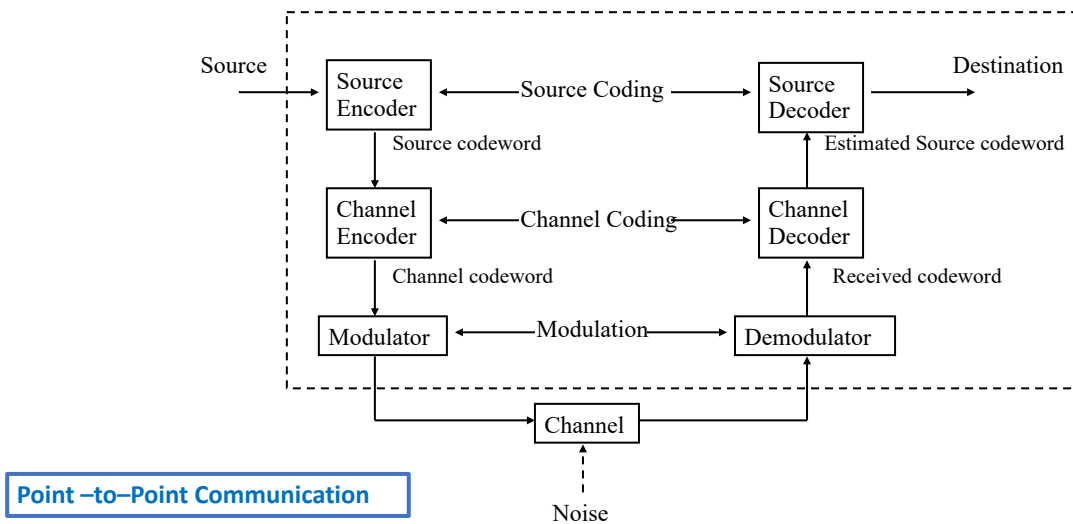 Source
Destination
Source
Encoder
Source Coding
Source
Decoder
Source codeword
Estimated Source codeword
Channel
Encoder
Channel Coding
Channel
Decoder
Channel codeword
Received codeword
Modulator
Modulation
Demodulator
Channel
Point –to–Point Communication
Noise